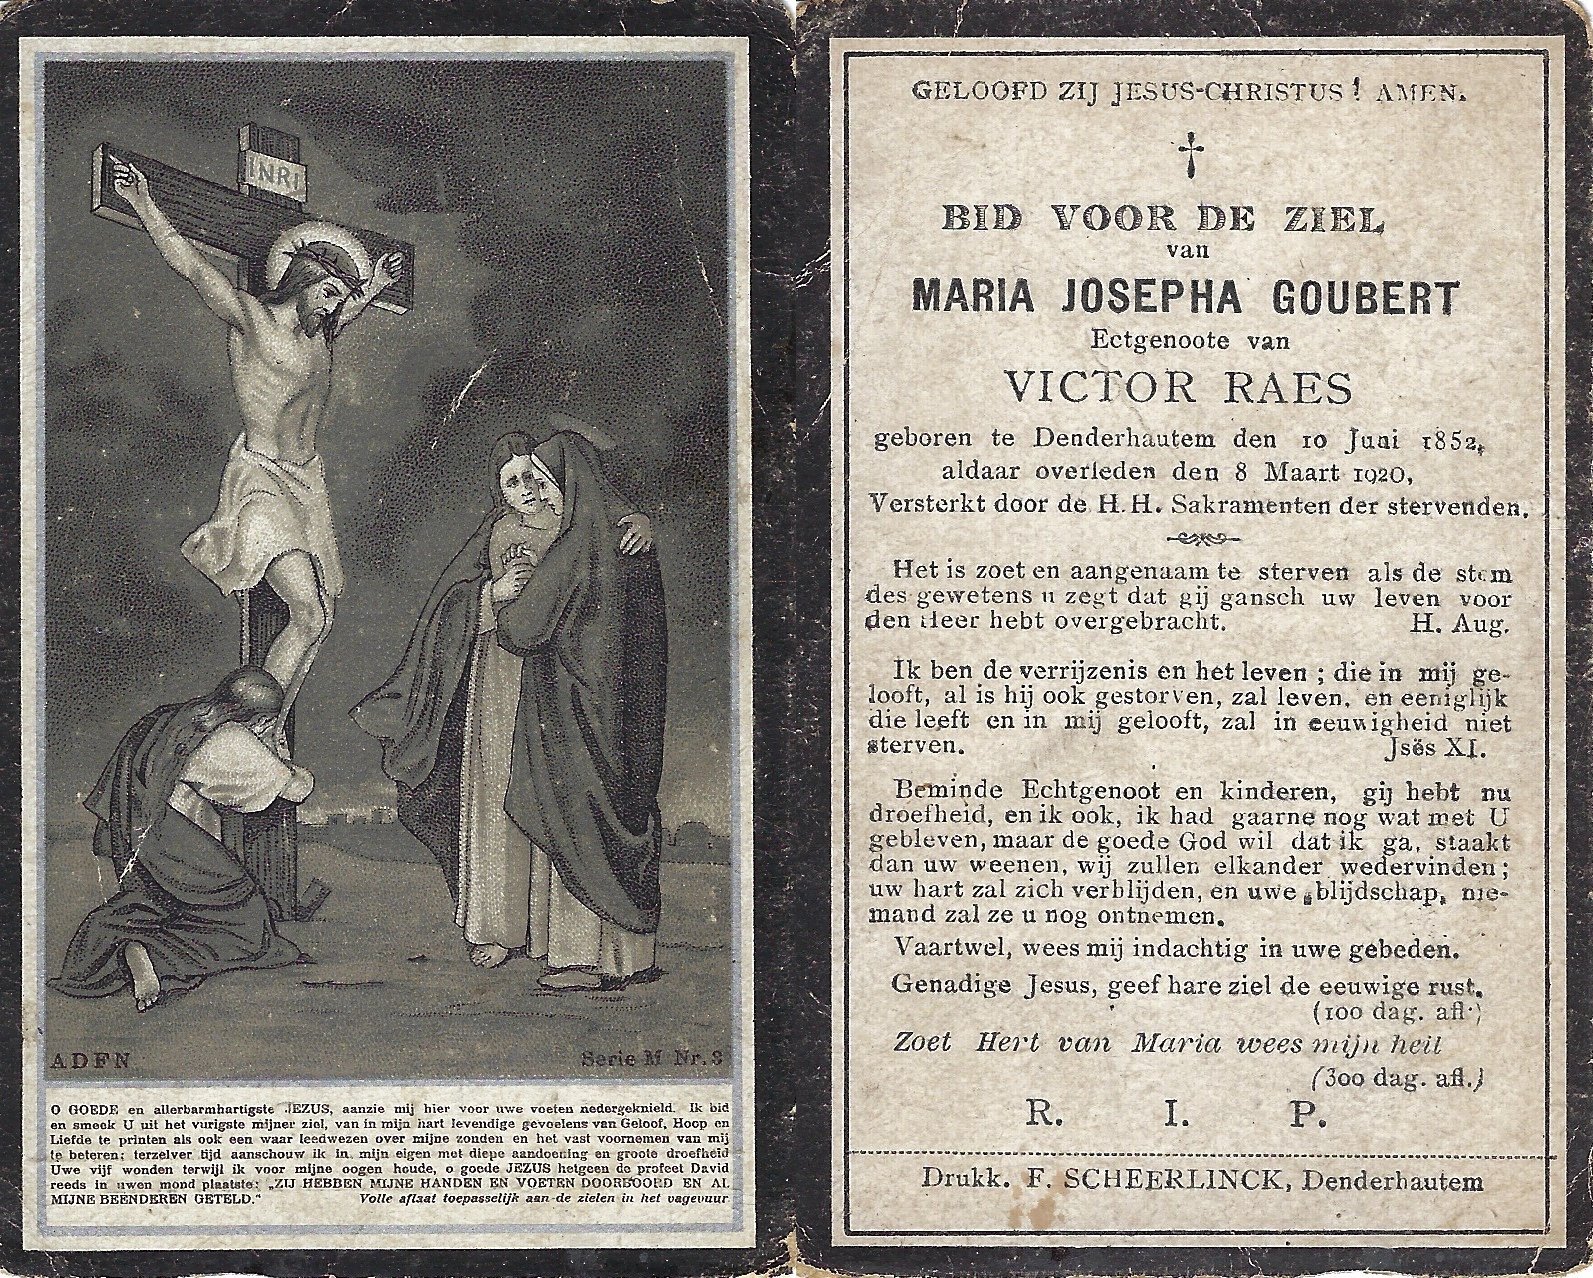 INRI
ADFN
Serie M Nr. 8
O GOEDE en allerbarmhartigste JEZUS, aanzie mij hier voor uwe voeten nedergeknield. Ik bid
en smeek U uit het vurigste mijner ziel, van in mijn hart levendige gevoelens van Geloof, Hoop en
Liefde te printen als ook een waar leedwezen over mijne zonden en het vast voornemen van mij
te beteren; terzelver tijd aanschouw ik in mijn eigen met diepe aandoening en groote droefheid
Uwe vijf wonden terwijl ik voor mijne oogen houde, o goede JEZUS hetgeen de profeet David
reeds in uwen mond plaatste: „ZIJ HEBBEN MIJNE HANDEN EN VOETEN DOORBOORD EN AL
MIJNE BEENDEREN GETELD." Volle aflaat toepasselijk aan de zielen in het vagevuur
GELOOFD ZIJ JESUS-CHRISTUS! AMEN.
BID VOOR DE ZIEL
van
MARIA JOSEPHA GOUBERT
Ectgenoote van
VICTOR RAES
geboren te Denderhautem den 10 Juni 1852,
aldaar overleden den 8 Maart 1920,
Versterkt door de H.H. Sakramenten der stervenden.
Het is zoet en aangenaam te sterven als de stem
des gewetens u zegt dat gij gansch uw leven voor
den Heer hebt overgebracht. H. Aug.
Ik ben de verrijzenis en het leven ; die in mij ge-
looft, al is hij ook gestorven, zal leven, en eeniglijk
die leeft en in mij gelooft, zal in eeuwigheid niet
sterven. Jsës XI.
Beminde Echtgenoot en kinderen, gij hebt nu
droefheid, en ik ook, ik had gaarne nog wat met U
gebleven, maar de goede God wil dat ik ga, staakt
dan uw weenen, wij zullen elkander wedervinden ;
uw hart zal zich verblijden, en uwe blijdschap, nie-
mand zal ze u nog ontnemen.
Vaartwel, wees mij indachtig in uwe gebeden.
Genadige Jesus, geef hare ziel de eeuwige rust.
(100 dag. afl.)
Zoet Hert van Maria wees mijn heil
(300 dag. afl.)
R. I. P.
Drukk. F. SCHEERLINCK, Denderhautem